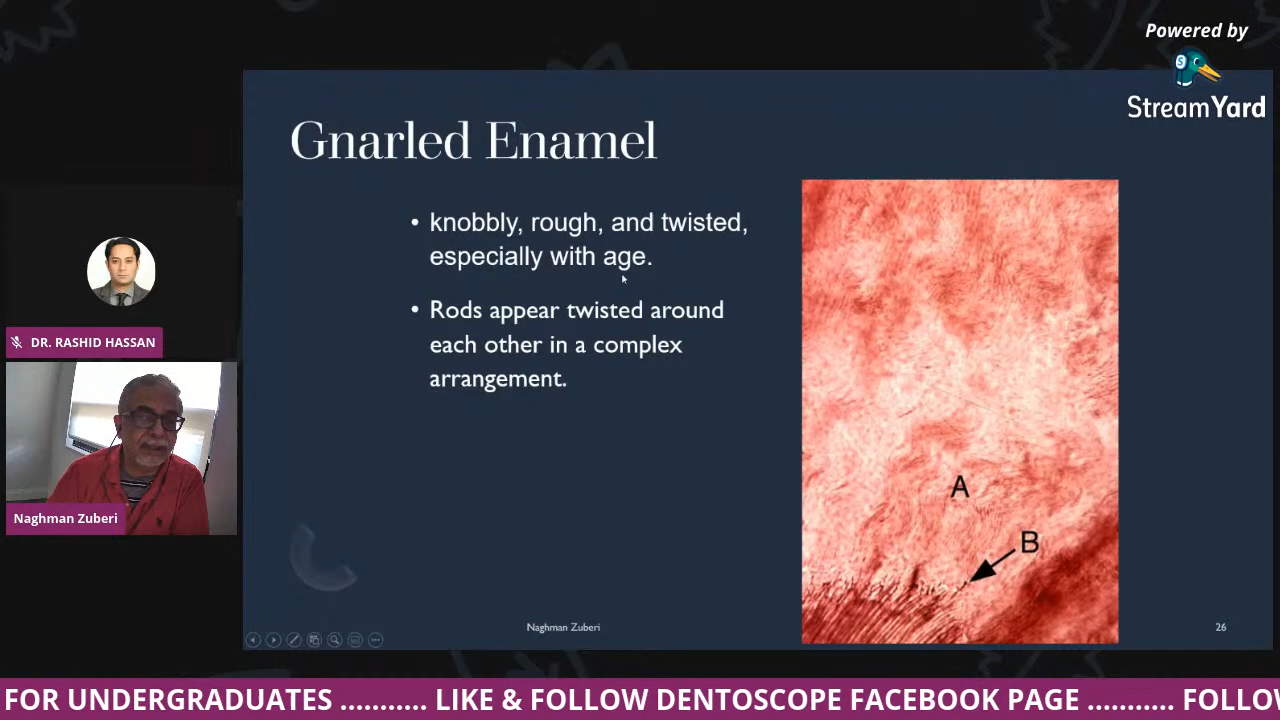 Powered by
StreamYard
Gnarled Enamel
• knobbly, rough, and twisted,
especially with age.
• Rods appear twisted around
each other in a complex
arrangement.
A
B
DR. RASHID HASSAN
Naghman Zuberi
Naghman Zuberi
26
FOR UNDERGRADUATES ........... LIKE & FOLLOW DENTOSCOPE FACEBOOK PAGE ........... FOLLO